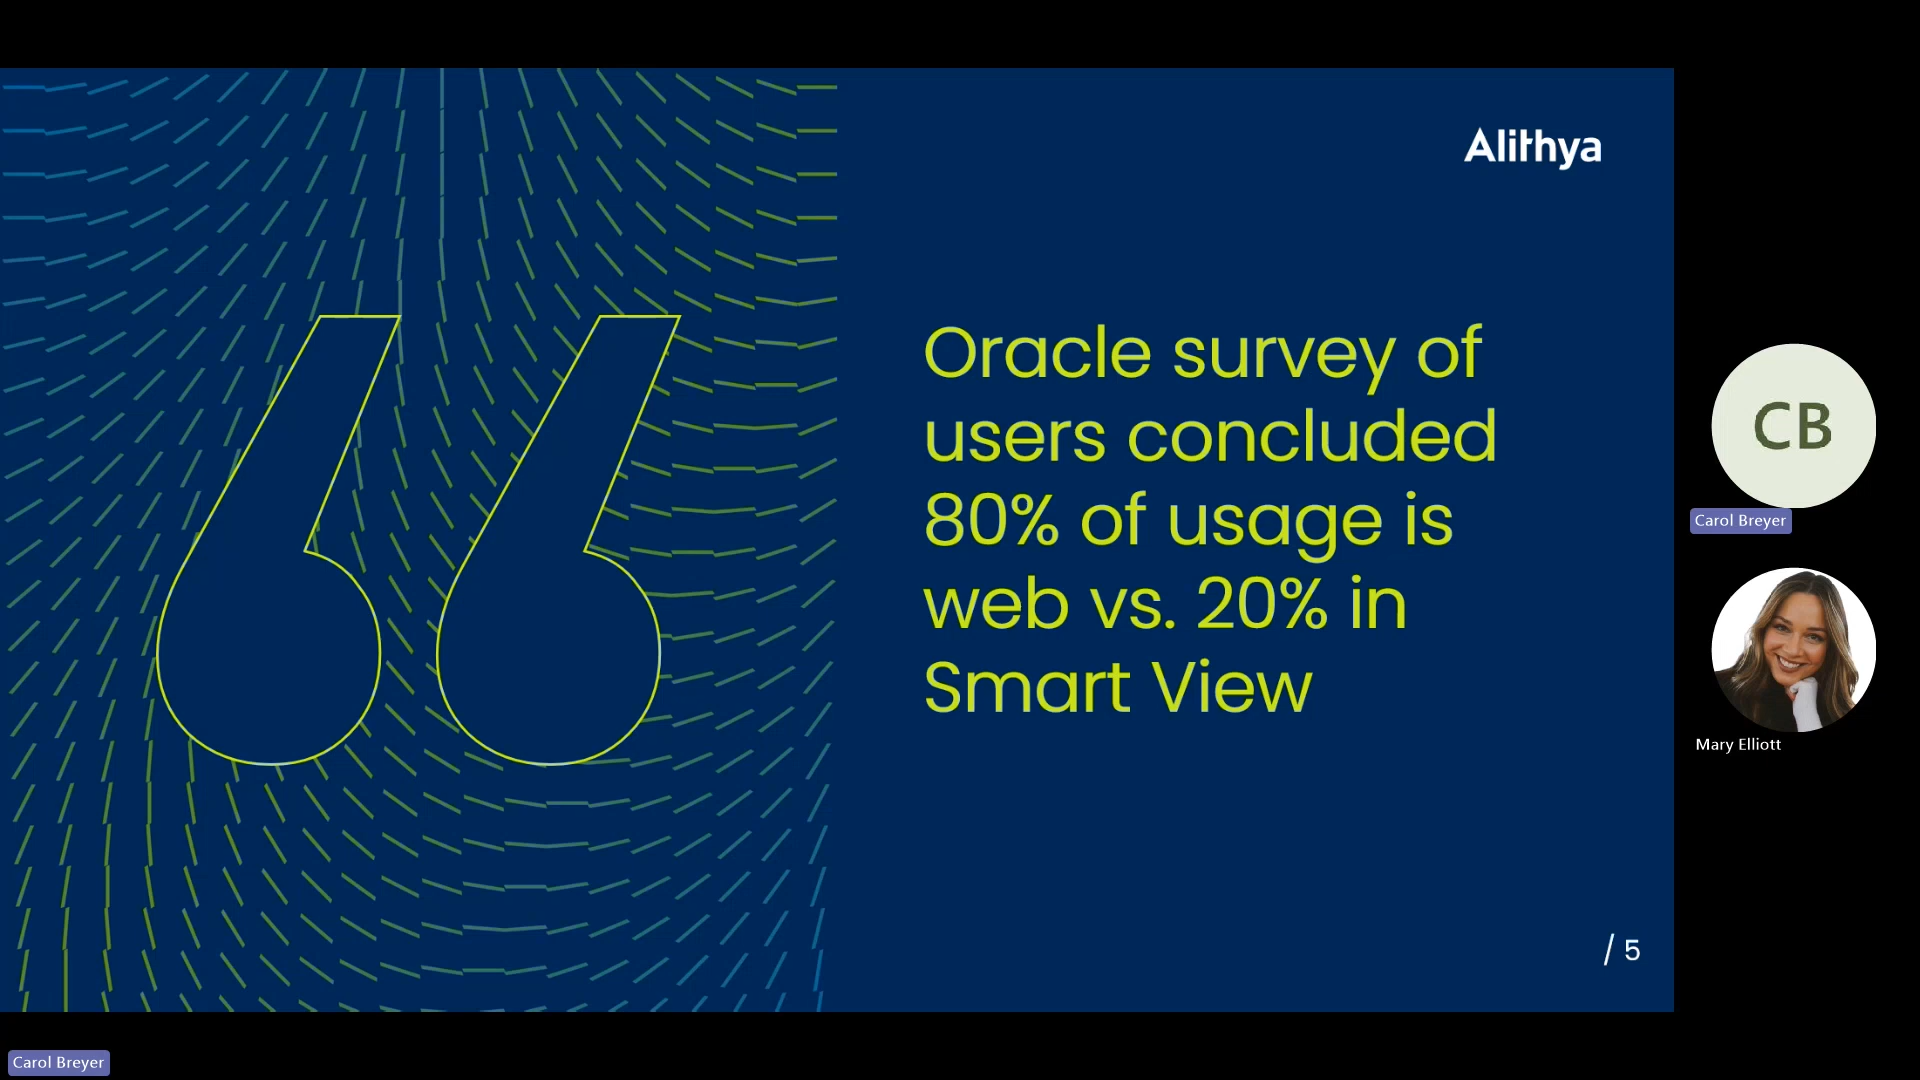 Alithya
Oracle survey of
users concluded
80% of usage is
web vs. 20% in
Smart View
/ 5
CB
Carol Breyer
Mary Elliott
Carol Breyer